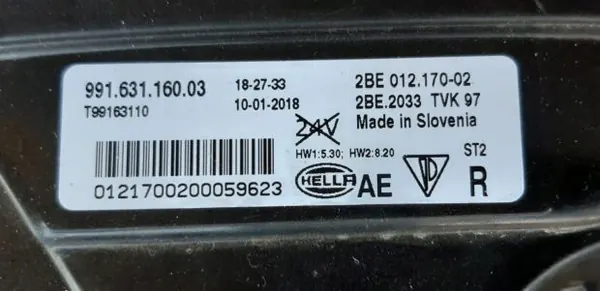 991.631.160.03
T99163110
18-27-33
10-01-2018
2BE 012.170-02
2BE.2033 TVK 97
24V
Made in Slovenia
HW1:5.30; HW2:8.20
ST2
0121700200059623
HELLA
AE
R